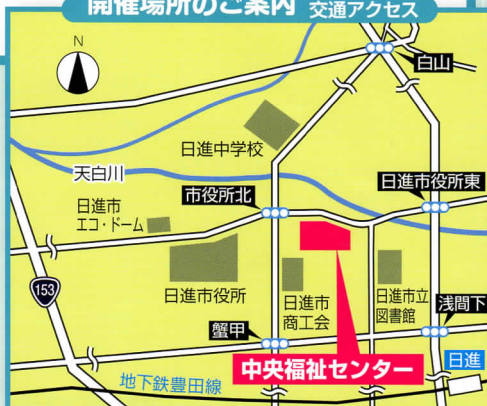 開催場所のご案内 交通アクセス
N
白山
日進中学校
天白川
市役所北
日進市役所東
日進市
エコ・ドーム
153
日進市役所
日進市
商工会
日進市立
図書館
浅間下
蟹甲
中央福祉センター
日進
地下鉄豊田線